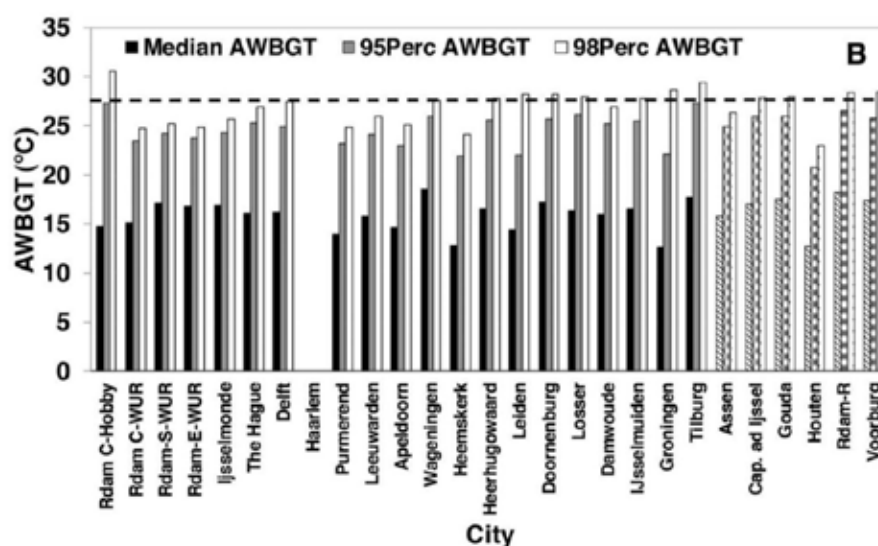 Median AWBGT 95Perc AWBGT 98Perc AWBGT
B
AWBGT (°C)
35
30
25
20
15
10
5
0
Rdam C-Hobby
Rdam C-WUR
Rdam-S-WUR
Rdam-E-WUR
Ijsselmonde
The Hague
Delft
Haarlem
Purmerend
Leeuwarden
Apeldoorn
Wageningen
Heemskerk
Heerhugowaard
Leiden
Doornenburg
Losser
Damwoude
IJsselmuiden
Groningen
Tilburg
Assen
Cap. ad Ijssel
Gouda
Houten
Rdam-R
Voorburg
City